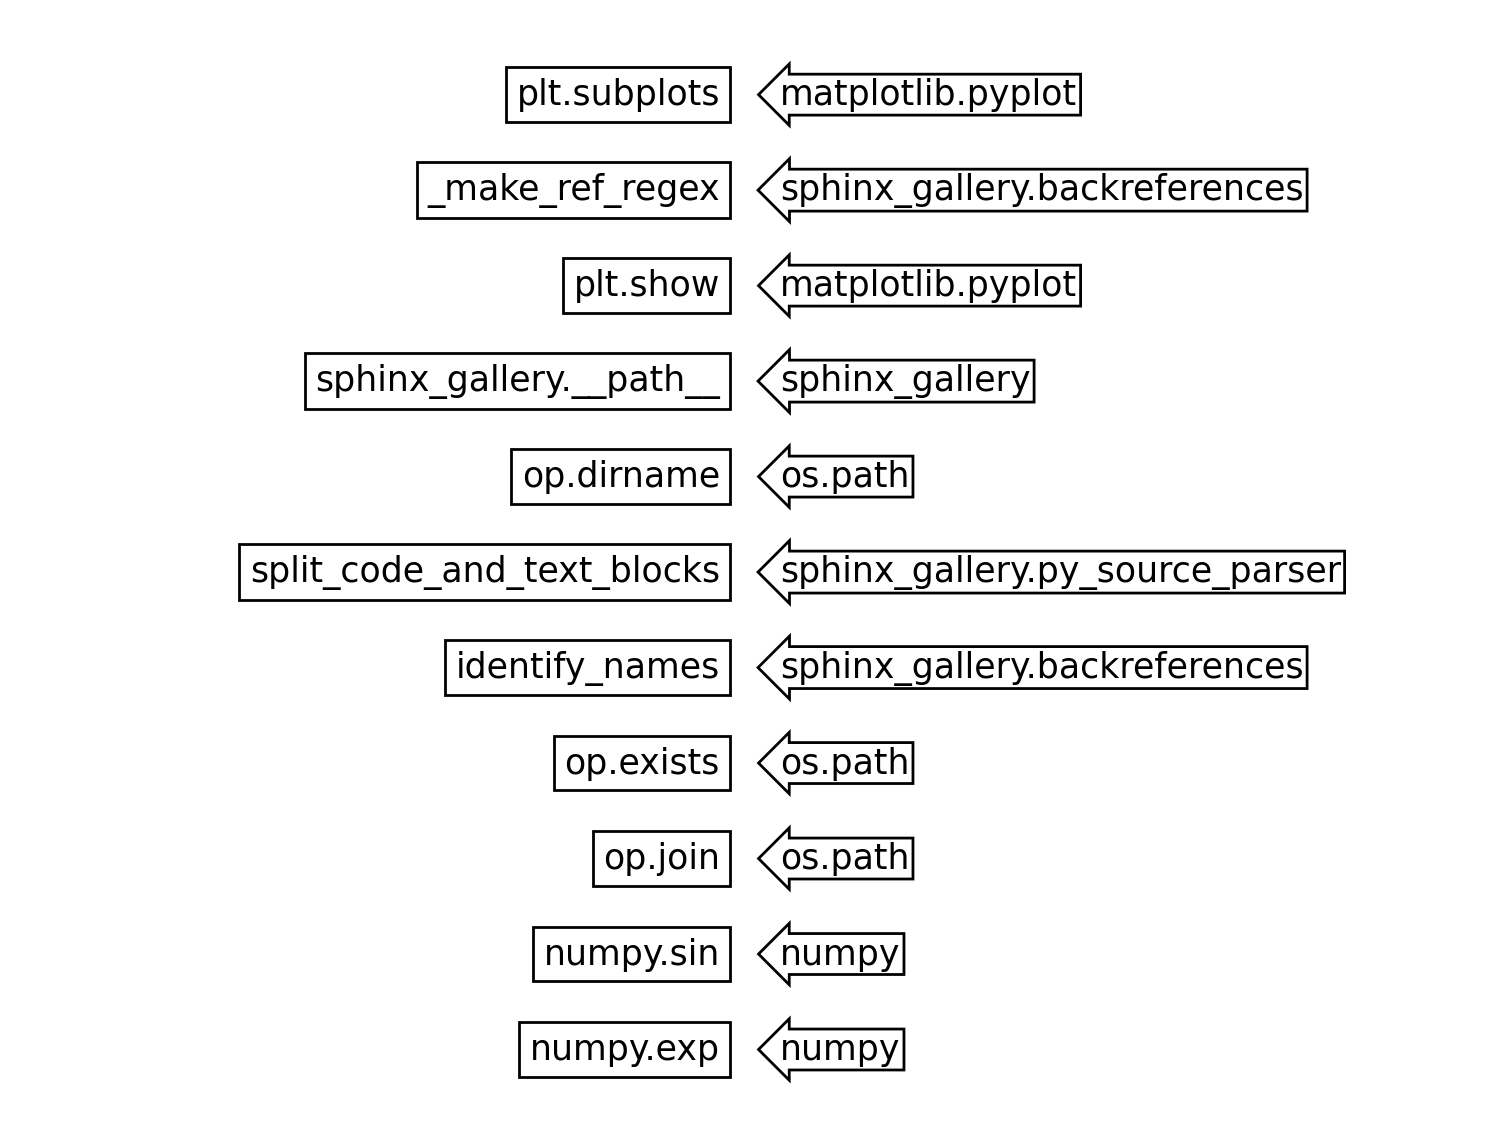 plt.subplots matplotlib.pyplot
_make_ref_regex sphinx_gallery.backreferences
plt.show matplotlib.pyplot
sphinx_gallery.__path__ sphinx_gallery
op.dirname os.path
split_code_and_text_blocks sphinx_gallery.py_source_parser
identify_names sphinx_gallery.backreferences
op.exists os.path
op.join os.path
numpy.sin numpy
numpy.exp numpy